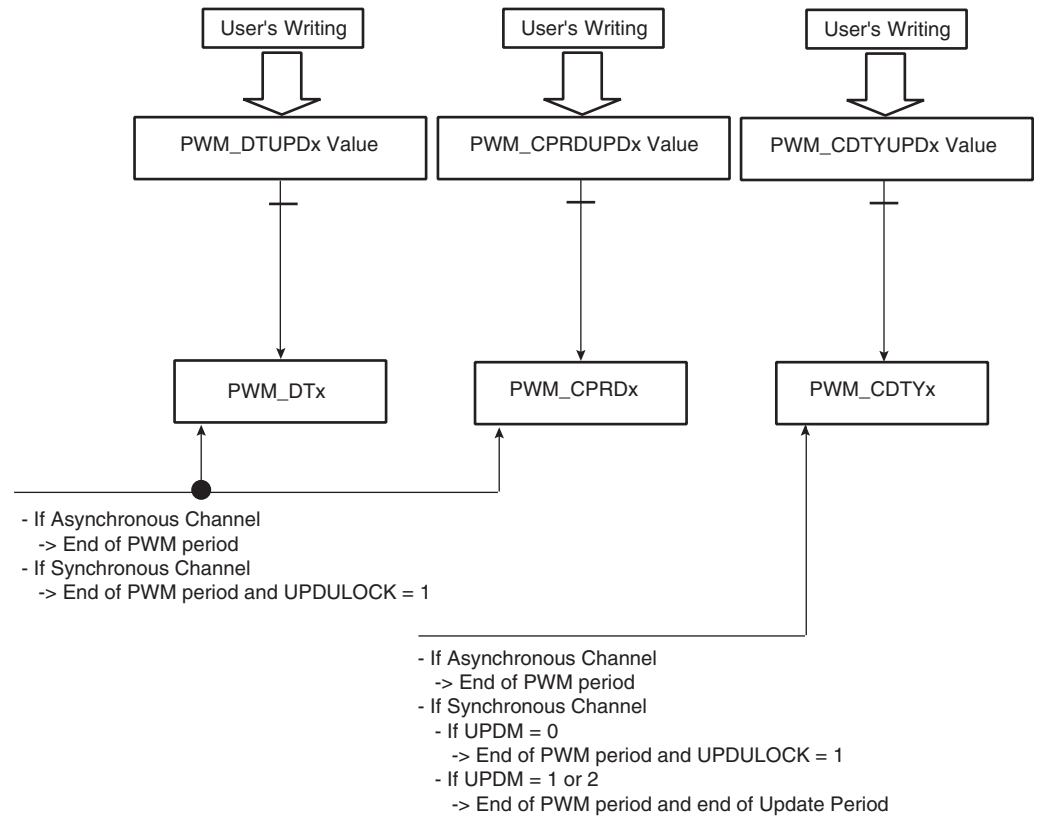 User's Writing
User's Writing
User's Writing
PWM_DTUPDx Value
PWM_CPRDUPDx Value
PWM_CDTYUPDx Value
PWM_DTx
PWM_CPRDx
PWM_CDTYx
- If Asynchronous Channel
-> End of PWM period
- If Synchronous Channel
-> End of PWM period and UPDULOCK = 1
- If Asynchronous Channel
-> End of PWM period
- If Synchronous Channel
- If UPDM = 0
-> End of PWM period and UPDULOCK = 1
- If UPDM = 1 or 2
-> End of PWM period and end of Update Period